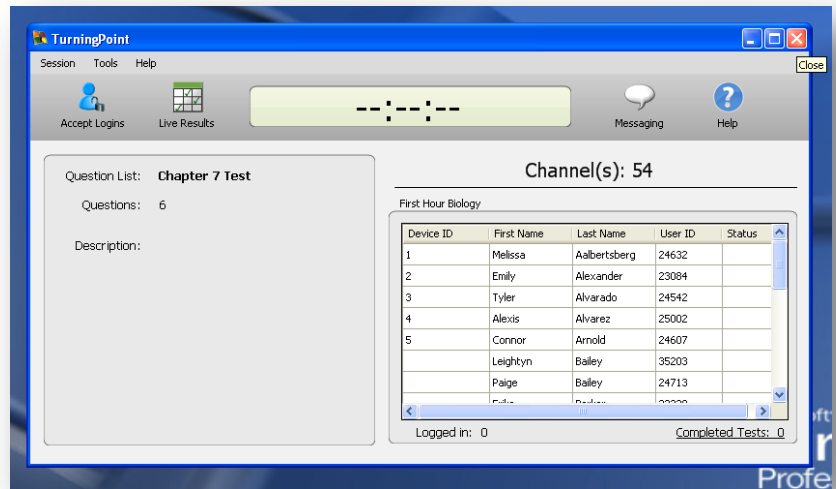 TurningPoint
Session Tools Help
Close
Accept Logins Live Results --:--:-- Messaging Help
Question List: Chapter 7 Test
Questions: 6
Description:
Channel(s): 54
First Hour Biology
Device ID First Name Last Name User ID Status
1 Melissa Aalbertsberg 24632
2 Emily Alexander 23084
3 Tyler Alvarado 24542
4 Alexis Alvarez 25002
5 Connor Arnold 24607
Leightyn Bailey 35203
Paige Bailey 24713
Logged in: 0 Completed Tests: 0
Profe